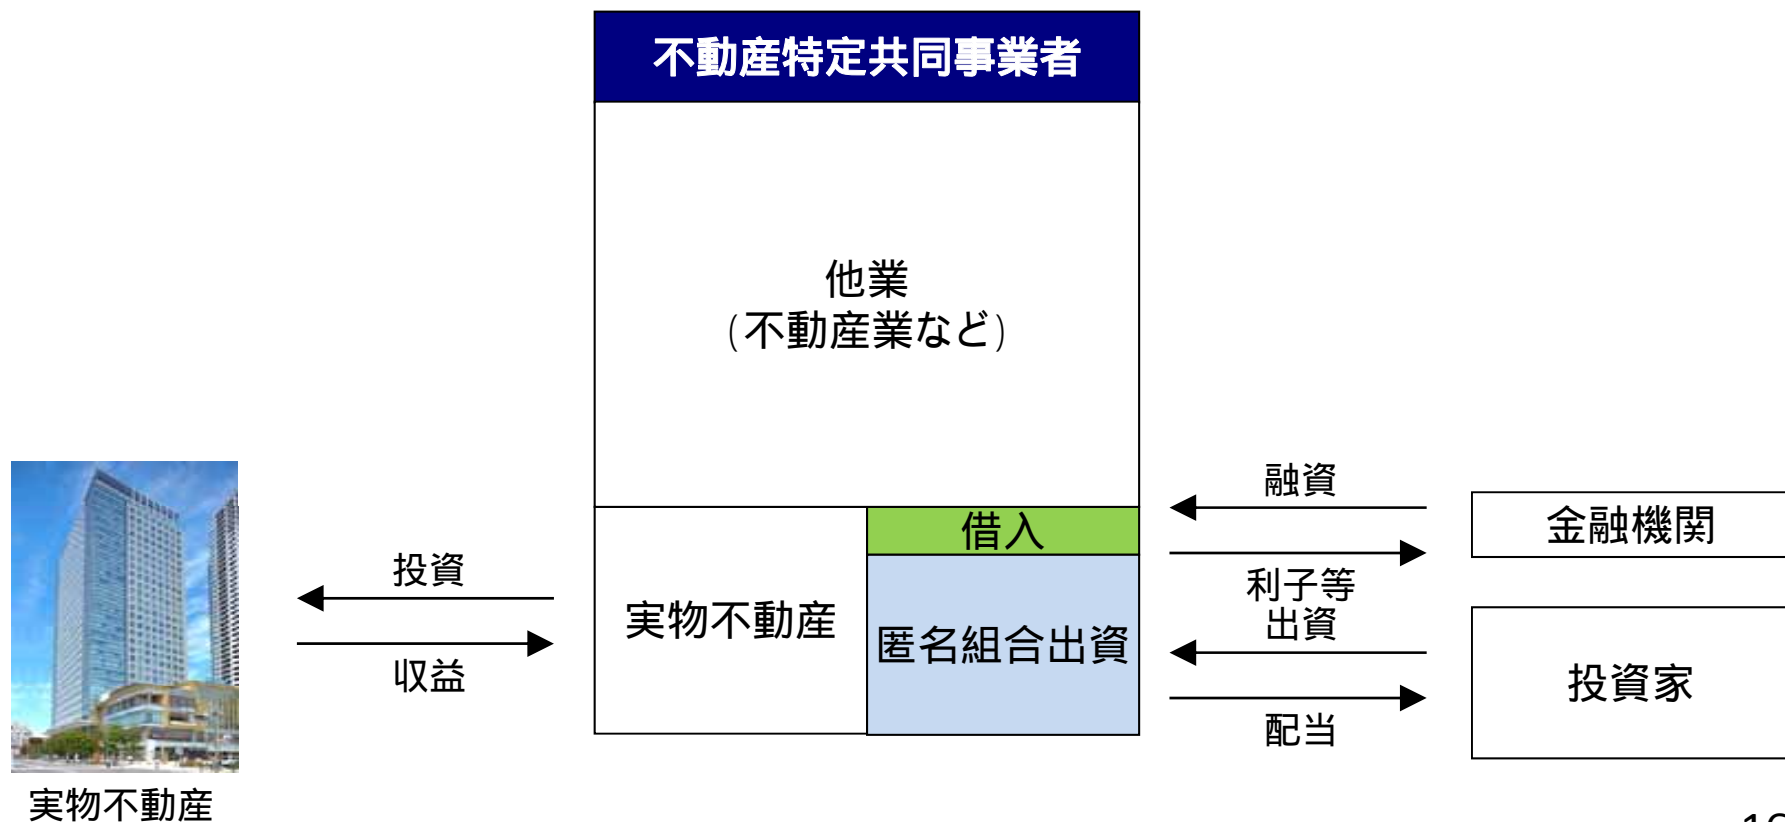 不動産特定共同事業者
他業
(不動産業など)
融資
金融機関
借入
投資
利子等
実物不動産
出資
匿名組合出資
収益
投資家
配当
実物不動産